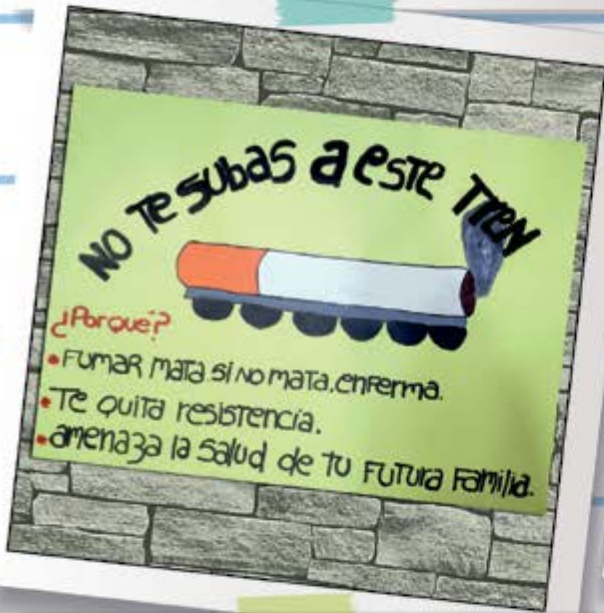 NO TE SUBAS a este TREN
¿Porqué?
• FUMAR MATA SI NO MATA.ENFERMA.
• TE QUITA RESISTENCIA.
• amenaza la salud de TU FUTURA FAMILIA.